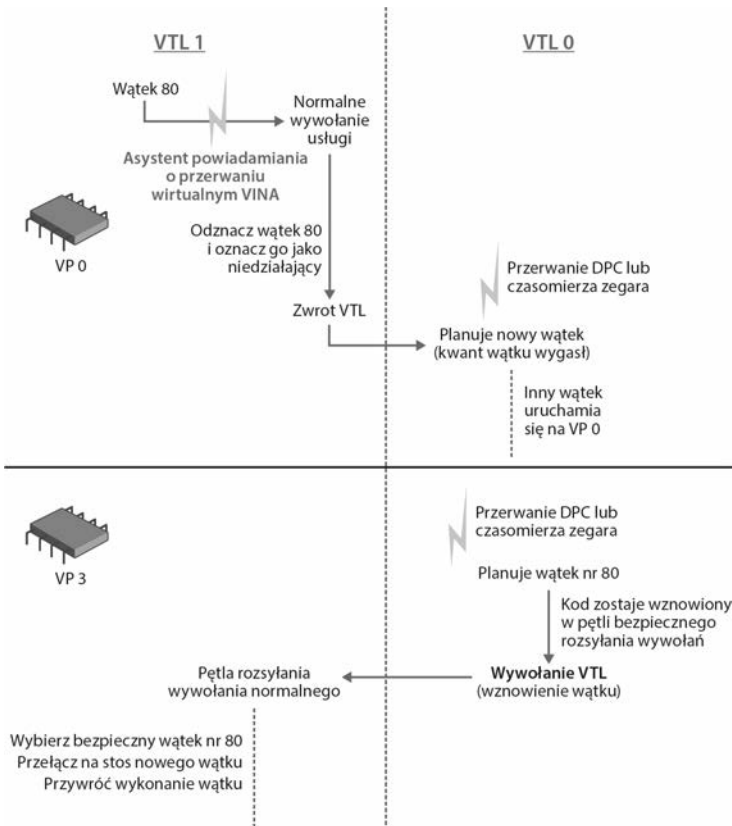 VTL 1
VTL 0
Wątek 80
Normalne
wywołanie
usługi
Asystent powiadamiania
o przerwaniu
wirtualnym VINA
VP 0
Odznacz wątek 80
i oznacz go jako
niedziałający
Zwrot VTL
Przerwanie DPC lub
czasomierza zegara
Planuje nowy wątek
(kwant wątku wygasł)
Inny wątek
uruchamia
się na VP 0
VP 3
Przerwanie DPC lub
czasomierza zegara
Planuje wątek nr 80
Kod zostaje wznowiony
w pętli bezpiecznego
rozsyłania wywołań
Wywołanie VTL
(wznowienie wątku)
Pętla rozsyłania
wywołania normalnego
Wybierz bezpieczny wątek nr 80
Przełącz na stos nowego wątku
Przywróć wykonanie wątku